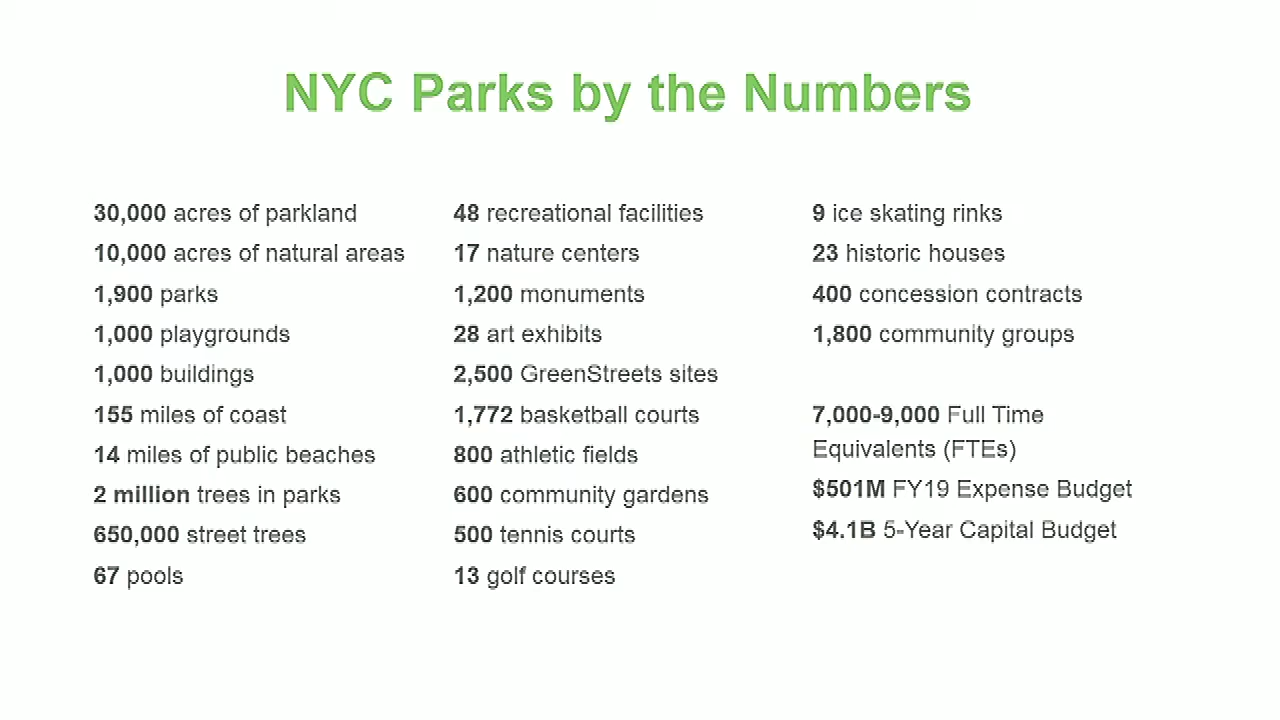 NYC Parks by the Numbers
30,000 acres of parkland
10,000 acres of natural areas
1,900 parks
1,000 playgrounds
1,000 buildings
155 miles of coast
14 miles of public beaches
2 million trees in parks
650,000 street trees
67 pools
48 recreational facilities
17 nature centers
1,200 monuments
28 art exhibits
2,500 GreenStreets sites
1,772 basketball courts
800 athletic fields
600 community gardens
500 tennis courts
13 golf courses
9 ice skating rinks
23 historic houses
400 concession contracts
1,800 community groups
7,000-9,000 Full Time
Equivalents (FTEs)
$501M FY19 Expense Budget
$4.1B 5-Year Capital Budget